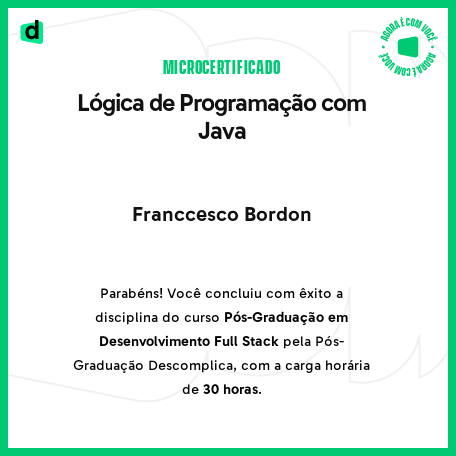 d
AGORA É COM VOCÊ • AGORA É COM VOCÊ •
MICROCERTIFICADO
Lógica de Programação com
Java
Franccesco Bordon
Parabéns! Você concluiu com êxito a
disciplina do curso Pós-Graduação em
Desenvolvimento Full Stack pela Pós-
Graduação Descomplica, com a carga horária
de 30 horas.